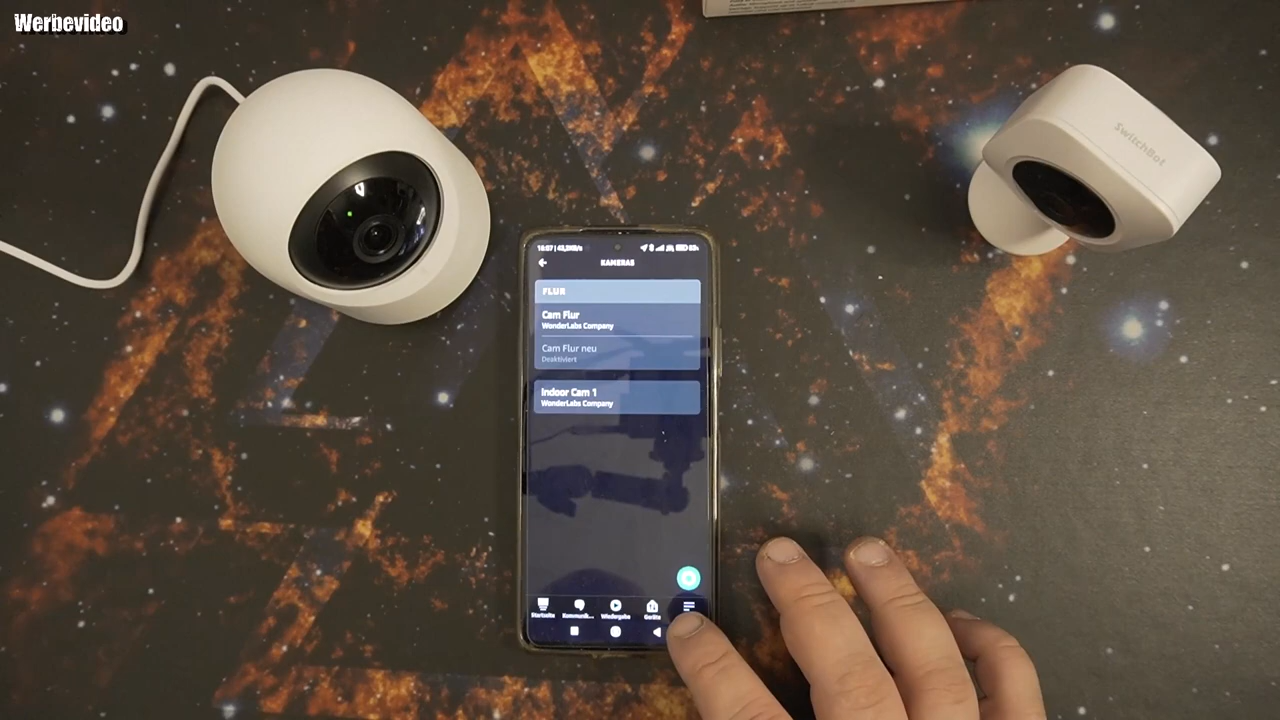 Werbevideo
SwitchBot
KAMERAS
FLUR
Cam Flur
WonderLabs Company
Cam Flur neu
Deaktiviert
Indoor Cam 1
WonderLabs Company
Startseite Kommunik... Wiedergabe Geräte